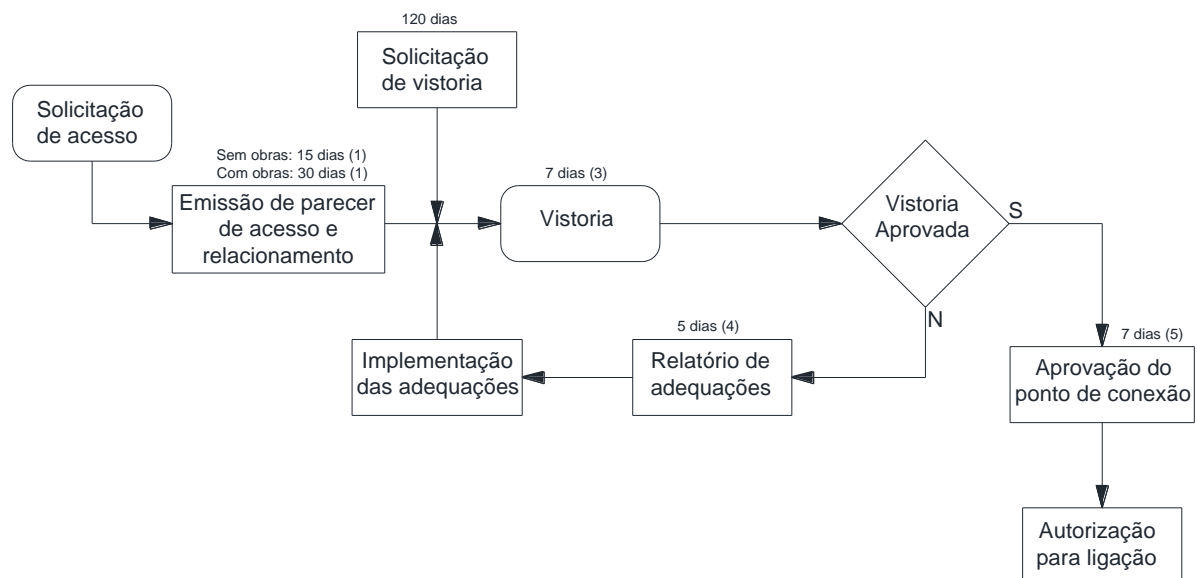 120 dias
Solicitação
de vistoria
Solicitação
de acesso
Sem obras: 15 dias (1)
Com obras: 30 dias (1)
Emissão de parecer
de acesso e
relacionamento
7 dias (3)
Vistoria
Vistoria
Aprovada
S
N
5 dias (4)
Relatório de
adequações
Implementação
das adequações
7 dias (5)
Aprovação do
ponto de conexão
Autorização
para ligação